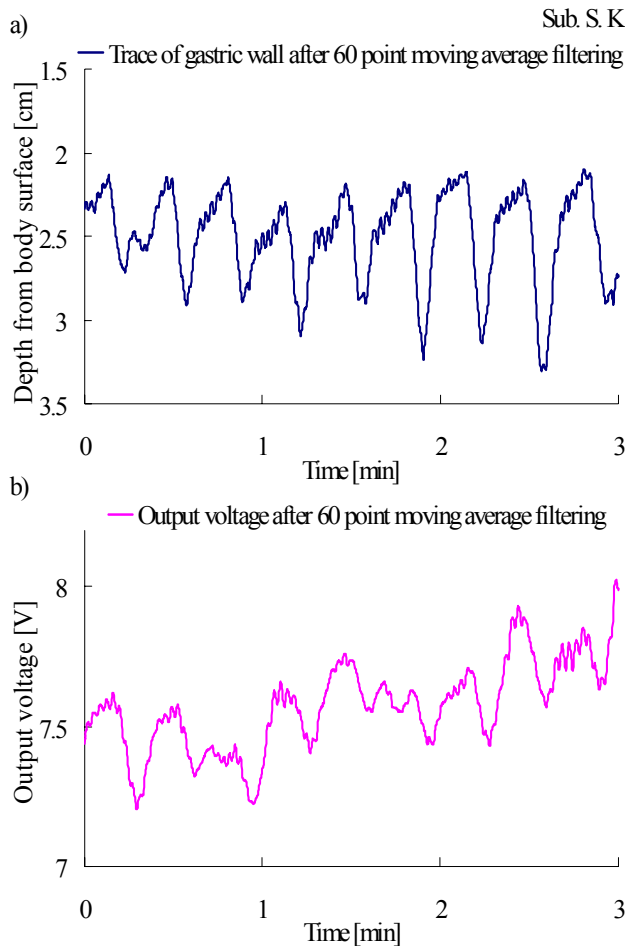 Sub. S. K
a)
Trace of gastric wall after 60 point moving average filtering
Depth from body surface [cm]
1.5
2
2.5
3
3.5
0 1 2 3
Time [min]
b)
Output voltage after 60 point moving average filtering
Output voltage [V]
8
7.5
7
0 1 2 3
Time [min]